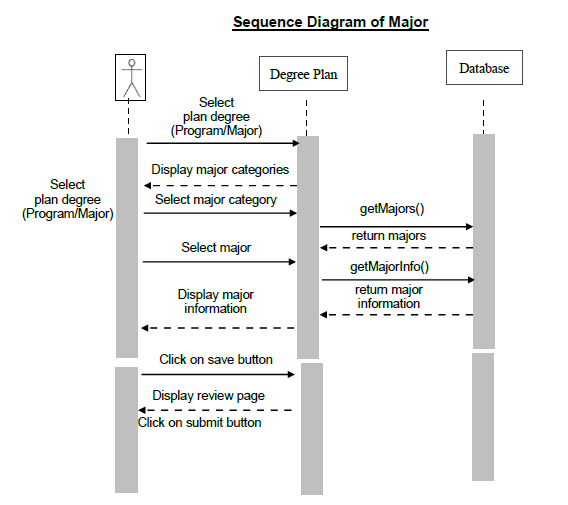 Sequence Diagram of Major
Degree Plan
Database
Select
plan degree
(Program/Major)
Display major categories
Select
plan degree
(Program/Major)
Select major category
getMajors()
return majors
Select major
getMajorInfo()
return major
information
Display major
information
Click on save button
Display review page
Click on submit button